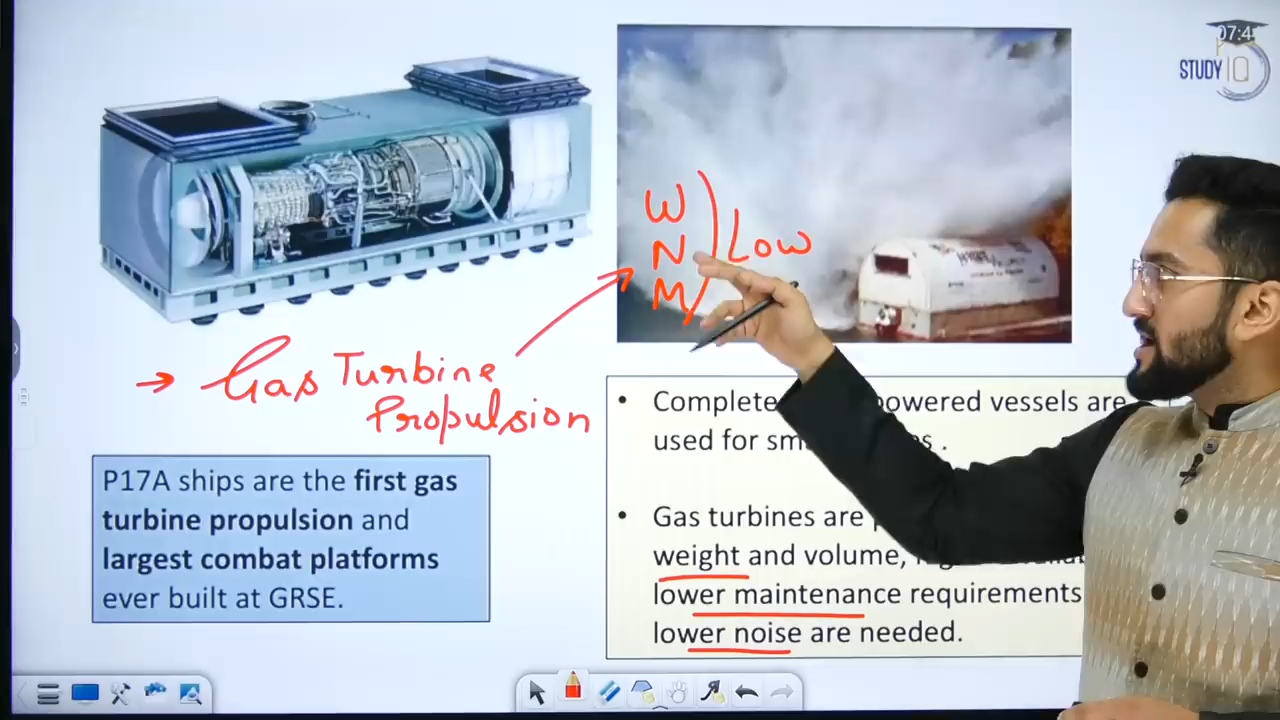 07:4
STUDY IQ
W
N
M
Low
→ Gas Turbine
Propulsion
P17A ships are the first gas
turbine propulsion and
largest combat platforms
ever built at GRSE.
• Complete powered vessels are
used for
• Gas turbines are
weight and volume,
lower maintenance requirements
lower noise are needed.